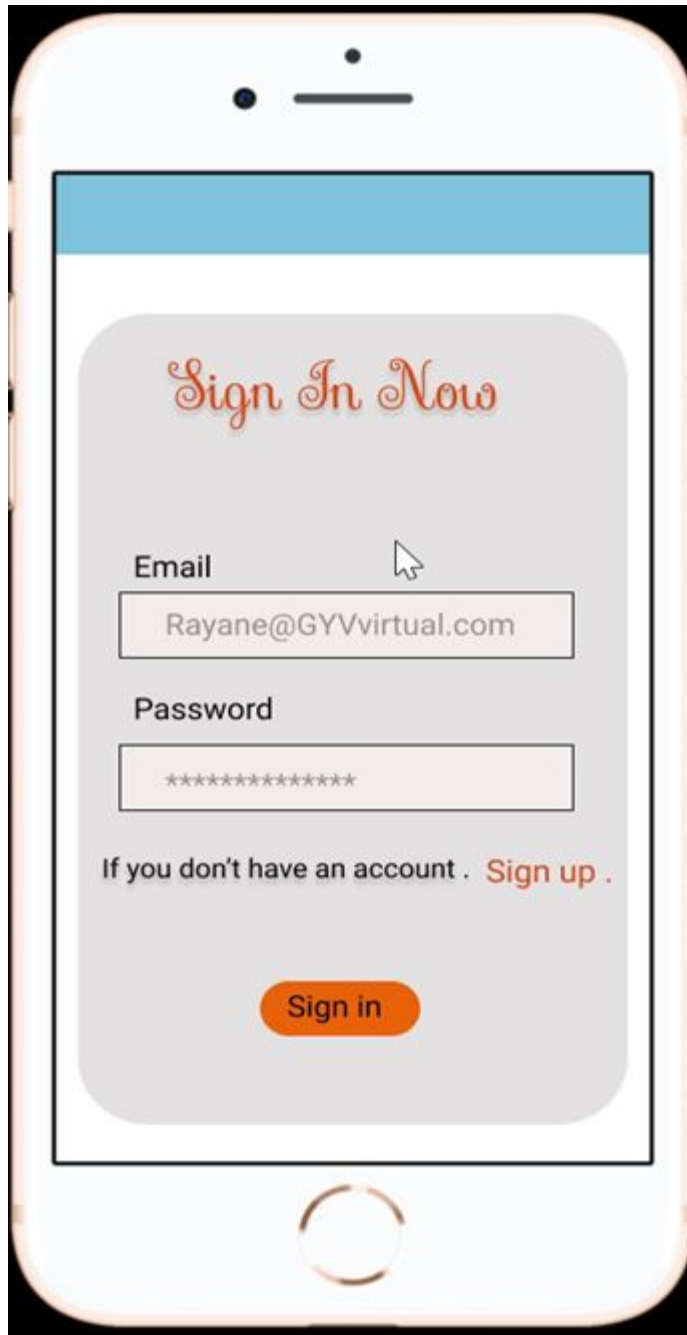 Sign In Now
Email
Rayane@GYVvirtual.com
Password
**************
If you don't have an account . Sign up .
Sign in